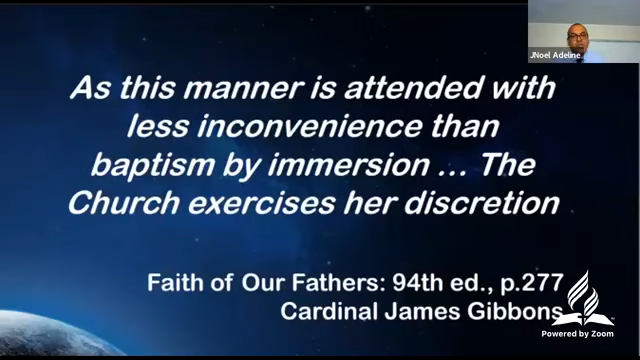 JNoel Adeline
As this manner is attended with
less inconvenience than
baptism by immersion ... The
Church exercises her discretion
Faith of Our Fathers: 94th ed., p.277
Cardinal James Gibbons
Powered by Zoom